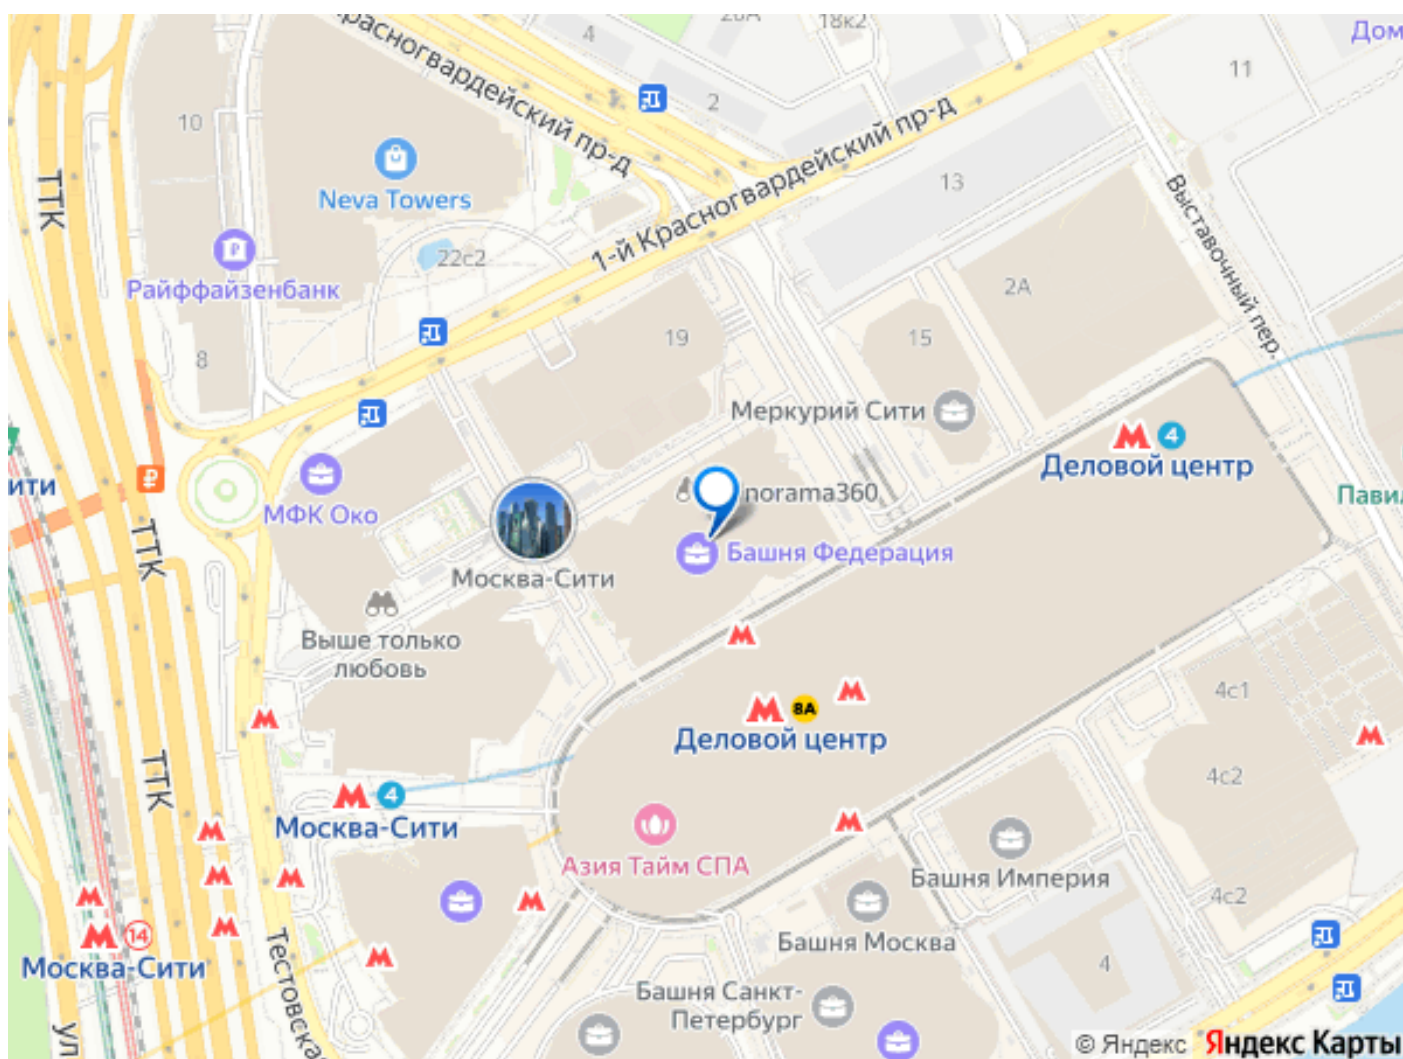 4
18к2
Дом
Красногвардейский пр-д
11
2
10
1-й Красногвардейский пр-д
13
Neva Towers
ТТК
Выставочный пер.
22с2
Райффайзенбанк
2А
19
15
8
Меркурий Сити
4
Деловой центр
ити
МФК Око
norama360
Павил
ТТК
Башня Федерация
Москва-Сити
Выше только
любовь
4с1
8А
Деловой центр
ТТК
4с2
4
Москва-Сити
Азия Тайм СПА
Башня Империя
4с2
14
Москва-Сити
Башня Москва
Тестовская
4
Башня Санкт-
Петербург
ул
© Яндекс Яндекс Карты